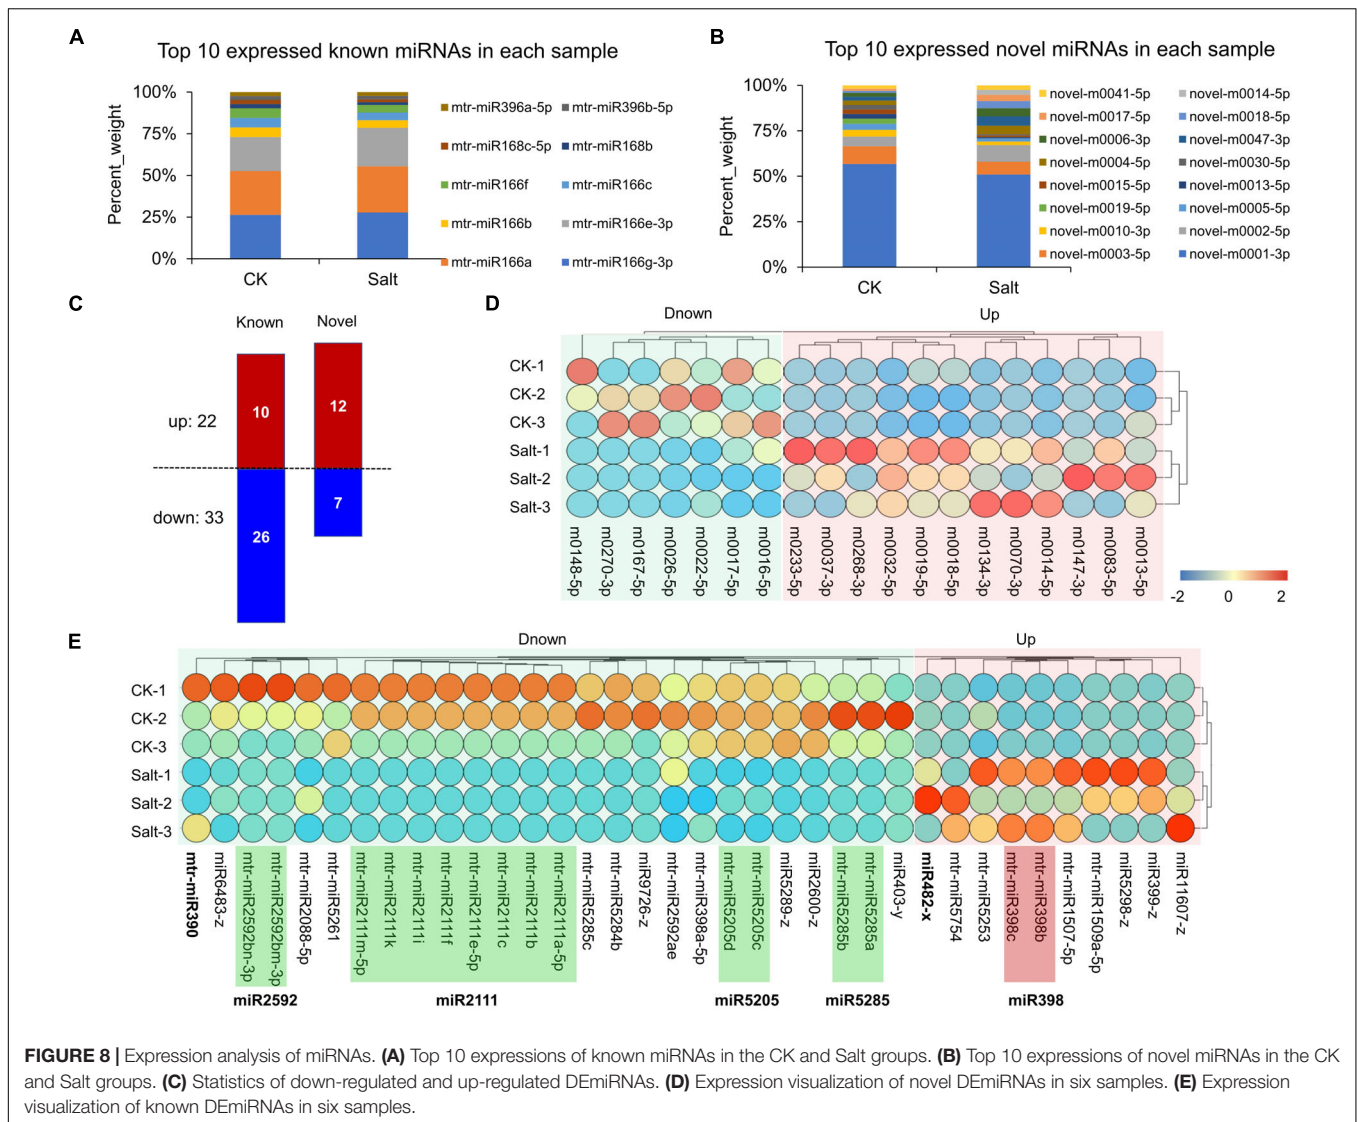 A
Top 10 expressed known miRNAs in each sample
Percent_weight
100%
75%
50%
25%
0%
CK
Salt
mtr-miR396a-5p
mtr-miR396b-5p
mtr-miR168c-5p
mtr-miR168b
mtr-miR166f
mtr-miR166c
mtr-miR166b
mtr-miR166e-3p
mtr-miR166a
mtr-miR166g-3p
B
Top 10 expressed novel miRNAs in each sample
Percent_weight
100%
75%
50%
25%
0%
CK
Salt
novel-m0041-5p
novel-m0014-5p
novel-m0017-5p
novel-m0018-5p
novel-m0006-3p
novel-m0047-3p
novel-m0004-5p
novel-m0030-5p
novel-m0015-5p
novel-m0013-5p
novel-m0019-5p
novel-m0005-5p
novel-m0010-3p
novel-m0002-5p
novel-m0003-5p
novel-m0001-3p
C
Known
Novel
up: 22
10
12
down: 33
26
7
D
Dnown
Up
CK-1
CK-2
CK-3
Salt-1
Salt-2
Salt-3
m0148-5p
m0270-3p
m0167-5p
m0026-5p
m0022-5p
m0017-5p
m0016-5p
m0233-5p
m0037-3p
m0268-3p
m0032-5p
m0019-5p
m0018-5p
m0134-3p
m0070-3p
m0014-5p
m0147-3p
m0083-5p
m0013-5p
-2
0
2
E
Dnown
Up
CK-1
CK-2
CK-3
Salt-1
Salt-2
Salt-3
mtr-miR390
miR6483-z
mtr-miR2592bn-3p
mtr-miR2592bm-3p
mtr-miR2088-5p
mtr-miR5261
mtr-miR2111m-5p
mtr-miR2111k
mtr-miR2111i
mtr-miR2111f
mtr-miR2111e-5p
mtr-miR2111c
mtr-miR2111b
mtr-miR2111a-5p
mtr-miR5285c
mtr-miR5284b
miR9726-z
mtr-miR2592ae
mtr-miR398a-5p
mtr-miR5205d
mtr-miR5205c
miR5289-z
miR2600-z
mtr-miR5285b
mtr-miR5285a
miR403-y
miR482-x
mtr-miR5754
mtr-miR5253
mtr-miR398c
mtr-miR398b
mtr-miR1507-5p
mtr-miR1509a-5p
miR5298-z
miR399-z
miR11607-z
miR2592
miR2111
miR5205
miR5285
miR398
FIGURE 8 | Expression analysis of miRNAs. (A) Top 10 expressions of known miRNAs in the CK and Salt groups. (B) Top 10 expressions of novel miRNAs in the CK
and Salt groups. (C) Statistics of down-regulated and up-regulated DEmiRNAs. (D) Expression visualization of novel DEmiRNAs in six samples. (E) Expression
visualization of known DEmiRNAs in six samples.